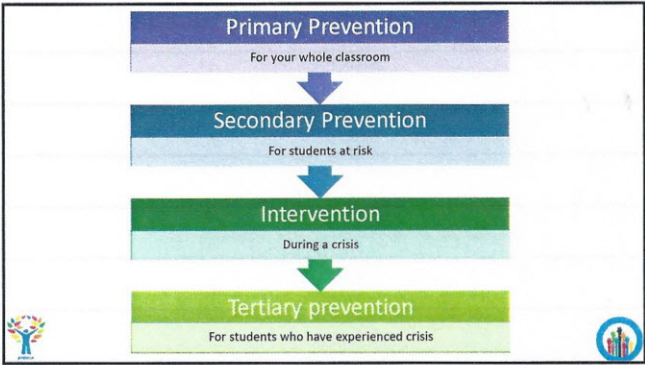 Primary Prevention
For your whole classroom
Secondary Prevention
For students at risk
Intervention
During a crisis
Tertiary prevention
For students who have experienced crisis